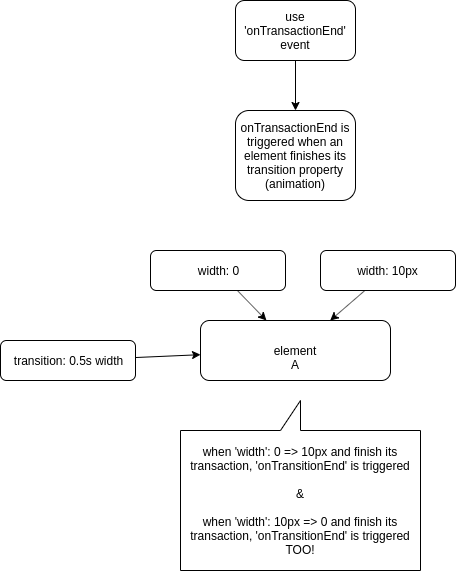 use
'onTransactionEnd'
event
onTransactionEnd is
triggered when an
element finishes its
transition property
(animation)
width: 0
width: 10px
transition: 0.5s width
element
A
when 'width': 0 => 10px and finish its
transaction, 'onTransitionEnd' is triggered
&
when 'width': 10px => 0 and finish its
transaction, 'onTransitionEnd' is triggered
TOO!